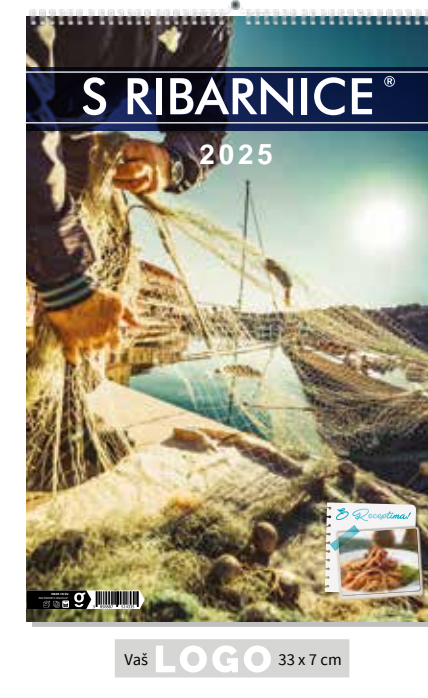 S RIBARNICE ®
2025
S Receptima!
g
Vaš LOGO 33 x 7 cm